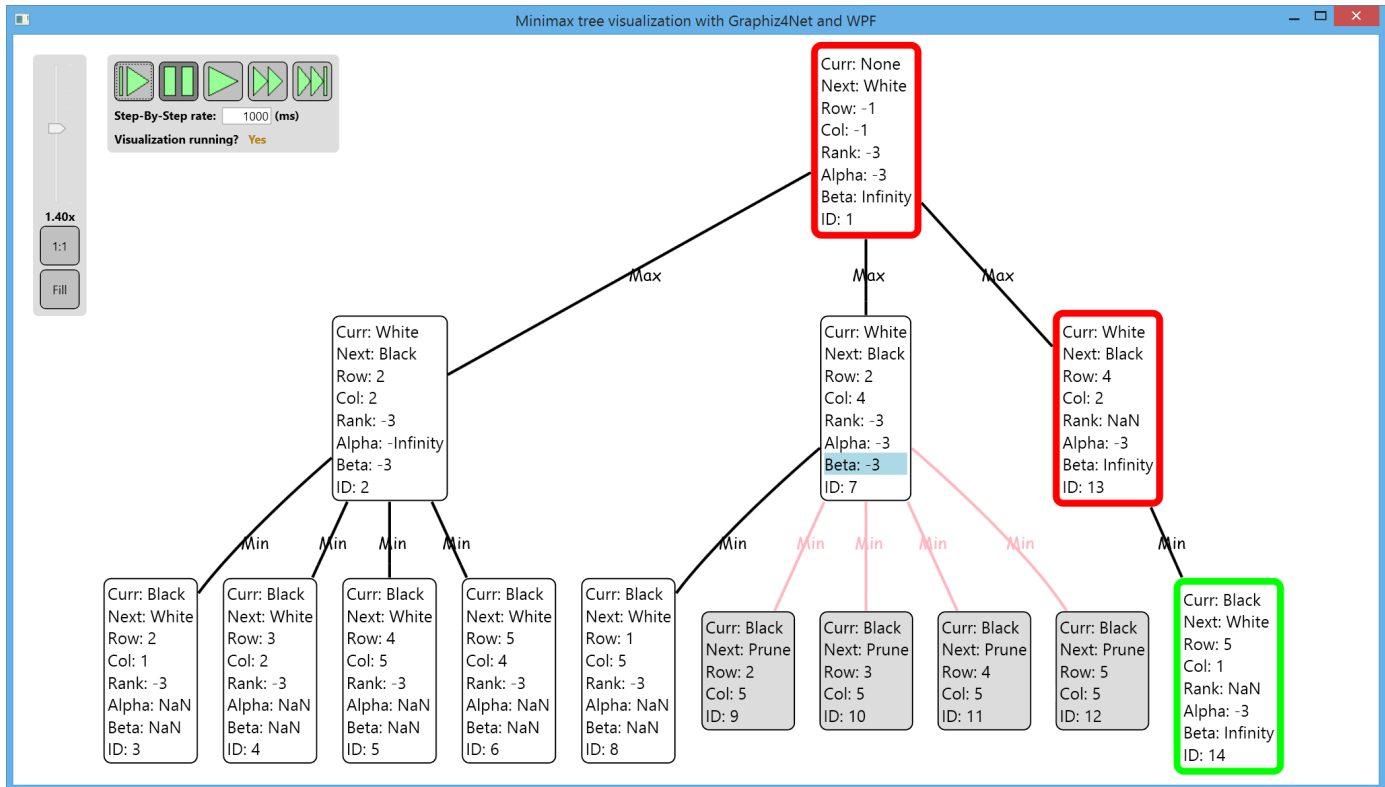 Minimax tree visualization with Graphiz4Net and WPF
Step-By-Step rate: 1000 (ms)
Visualization running? Yes
1.40x
1:1
Fill
Curr: None
Next: White
Row: -1
Col: -1
Rank: -3
Alpha: -3
Beta: Infinity
ID: 1
Max
Max
Max
Curr: White
Next: Black
Row: 2
Col: 2
Rank: -3
Alpha: -Infinity
Beta: -3
ID: 2
Curr: White
Next: Black
Row: 2
Col: 4
Rank: -3
Alpha: -3
Beta: -3
ID: 7
Curr: White
Next: Black
Row: 4
Col: 2
Rank: NaN
Alpha: -3
Beta: Infinity
ID: 13
Min
Min
Min
Min
Min
Min
Min
Min
Min
Min
Curr: Black
Next: White
Row: 2
Col: 1
Rank: -3
Alpha: NaN
Beta: NaN
ID: 3
Curr: Black
Next: White
Row: 3
Col: 2
Rank: -3
Alpha: NaN
Beta: NaN
ID: 4
Curr: Black
Next: White
Row: 4
Col: 5
Rank: -3
Alpha: NaN
Beta: NaN
ID: 5
Curr: Black
Next: White
Row: 5
Col: 4
Rank: -3
Alpha: NaN
Beta: NaN
ID: 6
Curr: Black
Next: White
Row: 1
Col: 5
Rank: -3
Alpha: NaN
Beta: NaN
ID: 8
Curr: Black
Next: Prune
Row: 2
Col: 5
ID: 9
Curr: Black
Next: Prune
Row: 3
Col: 5
ID: 10
Curr: Black
Next: Prune
Row: 4
Col: 5
ID: 11
Curr: Black
Next: Prune
Row: 5
Col: 5
ID: 12
Curr: Black
Next: White
Row: 5
Col: 1
Rank: NaN
Alpha: -3
Beta: Infinity
ID: 14